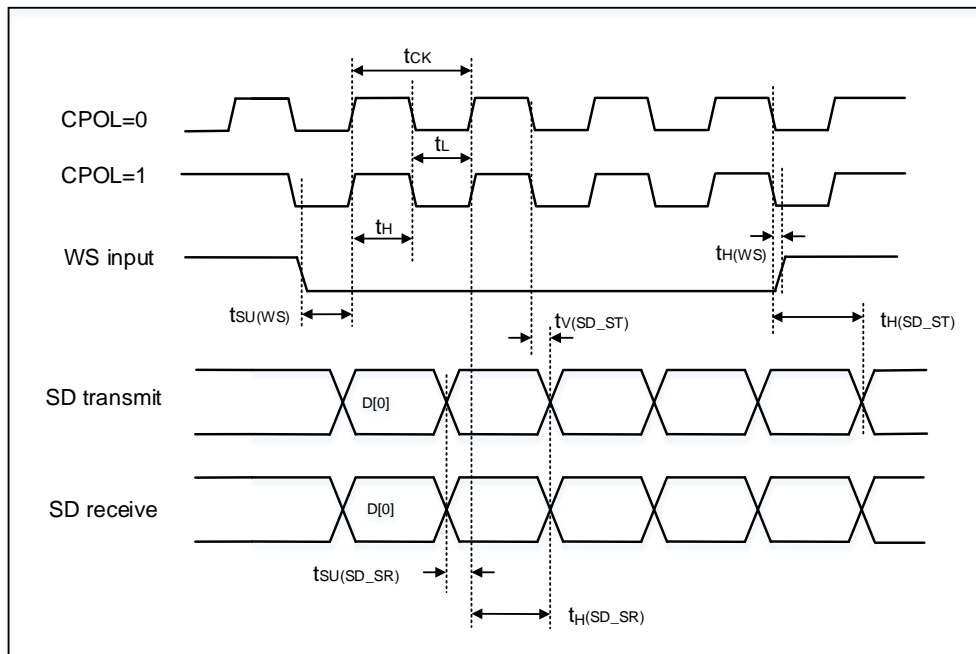 tCK
CPOL=0
tL
CPOL=1
tH
tH(WS)
WS input
tSU(WS)
tV(SD_ST)
tH(SD_ST)
SD transmit
D[0]
SD receive
D[0]
tSU(SD_SR)
tH(SD_SR)